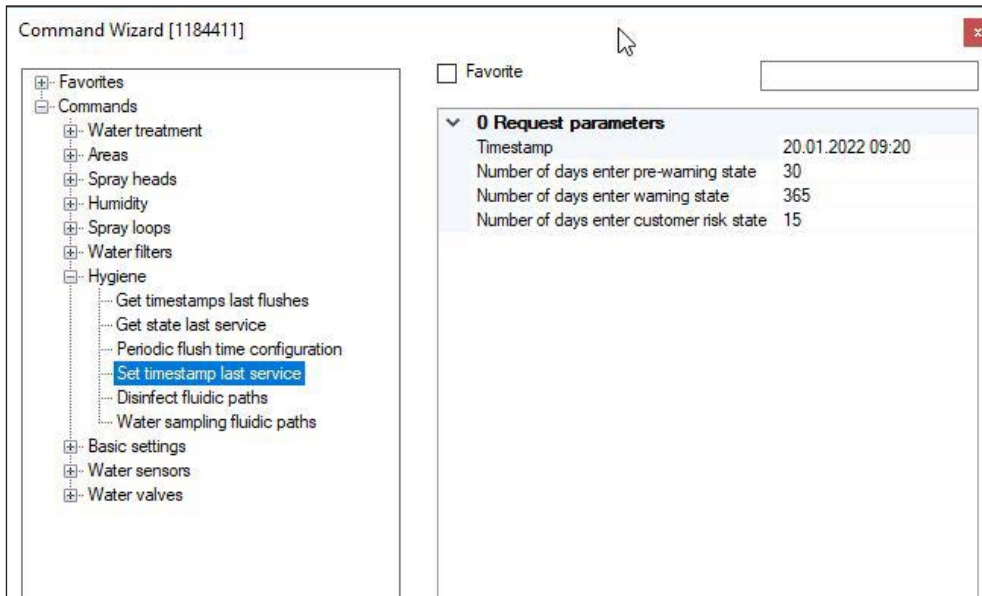 Command Wizard [1184411]
Favorites
Commands
Water treatment
Areas
Spray heads
Humidity
Spray loops
Water filters
Hygiene
Get timestamps last flushes
Get state last service
Periodic flush time configuration
Set timestamp last service
Disinfect fluidic paths
Water sampling fluidic paths
Basic settings
Water sensors
Water valves
Favorite
0 Request parameters
Timestamp 20.01.2022 09:20
Number of days enter pre-warning state 30
Number of days enter warning state 365
Number of days enter customer risk state 15